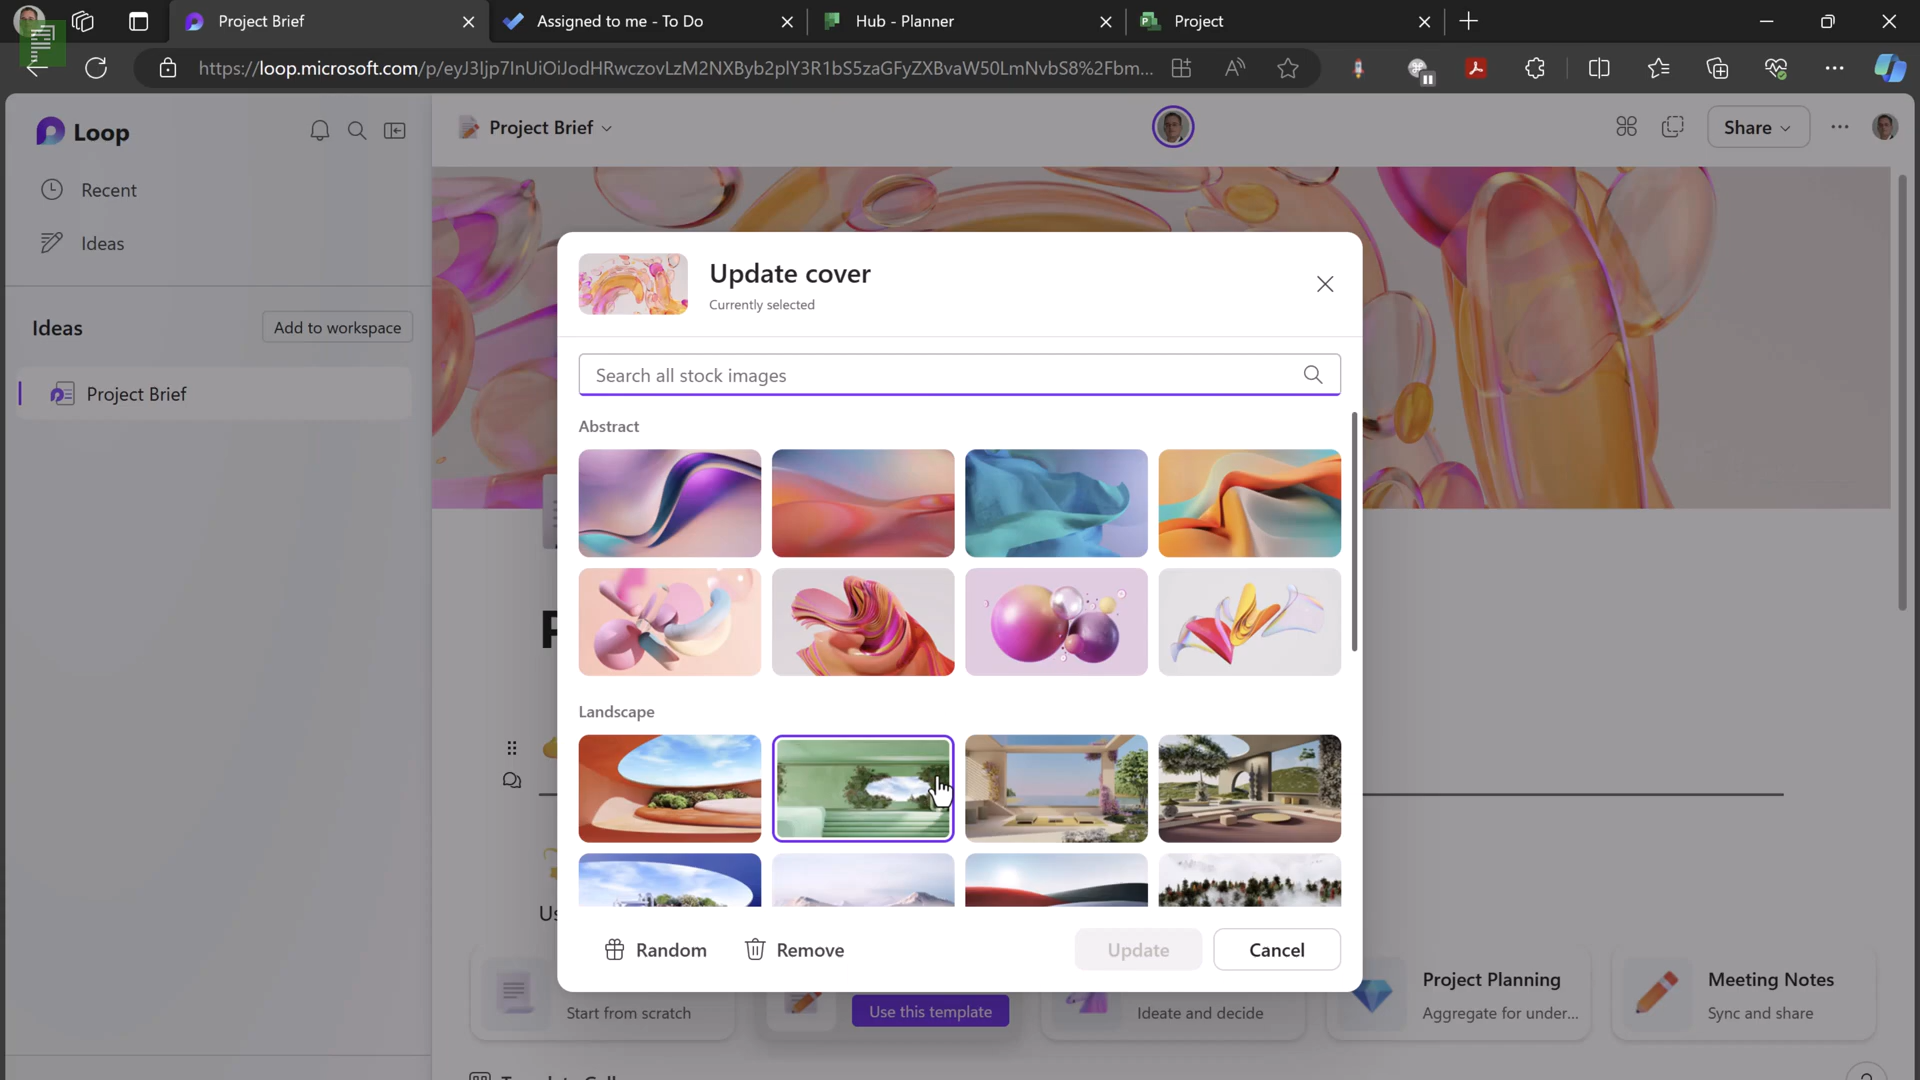 Project Brief
Assigned to me - To Do
Hub - Planner
Project
https://loop.microsoft.com/p/eyJ3Ijp7InUiOiJodHRwczovLzM2NXByb2plY3R1bS5zaGFyZXBvaW50LmNvbS8%2Fbm...
Loop
Project Brief
Share
Recent
Ideas
Ideas
Add to workspace
Project Brief
Update cover
Currently selected
Search all stock images
Abstract
Landscape
Random
Remove
Update
Cancel
Start from scratch
Use this template
Ideate and decide
Project Planning
Aggregate for under...
Meeting Notes
Sync and share